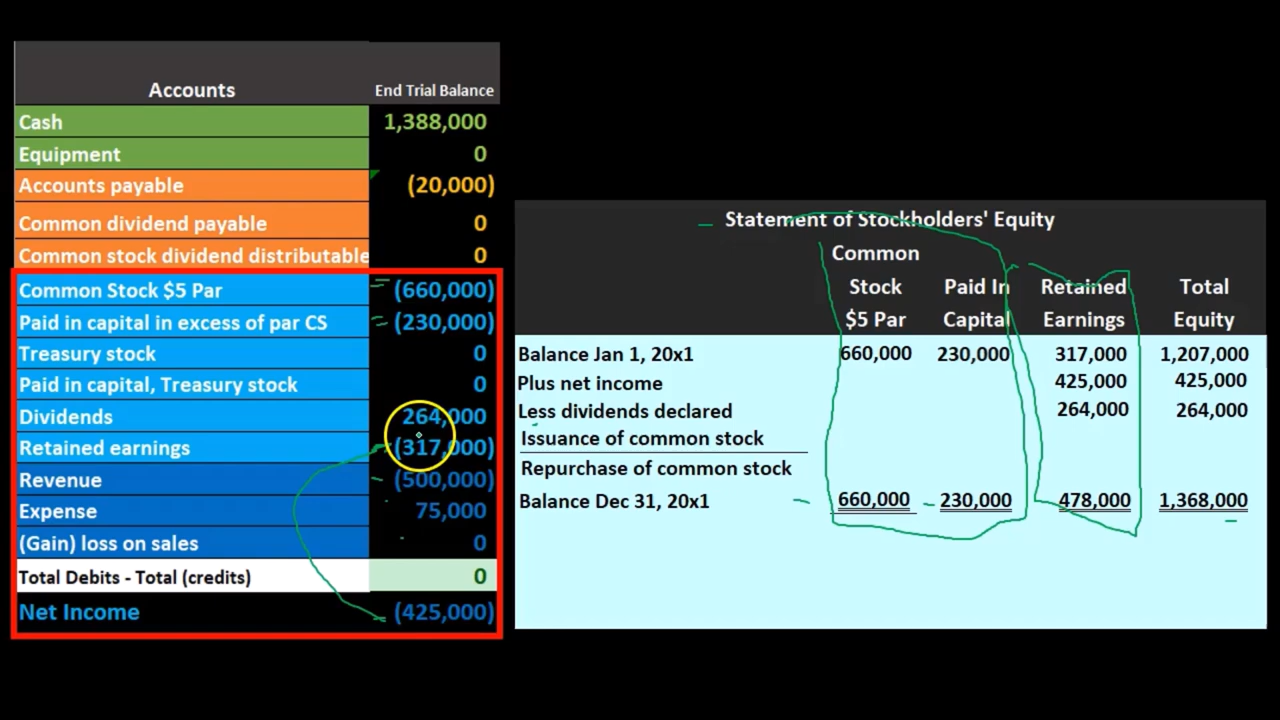 Accounts End Trial Balance
Cash 1,388,000
Equipment 0
Accounts payable (20,000)
Common dividend payable 0
Common stock dividend distributable 0
Common Stock $5 Par (660,000)
Paid in capital in excess of par CS (230,000)
Treasury stock 0
Paid in capital, Treasury stock 0
Dividends 264,000
Retained earnings (317,000)
Revenue (500,000)
Expense 75,000
(Gain) loss on sales 0
Total Debits - Total (credits) 0
Net Income (425,000)
Statement of Stockholders' Equity
Common
Stock Paid In Retained Total
$5 Par Capital Earnings Equity
Balance Jan 1, 20x1 660,000 230,000 317,000 1,207,000
Plus net income 425,000 425,000
Less dividends declared 264,000 264,000
Issuance of common stock
Repurchase of common stock
Balance Dec 31, 20x1 660,000 230,000 478,000 1,368,000